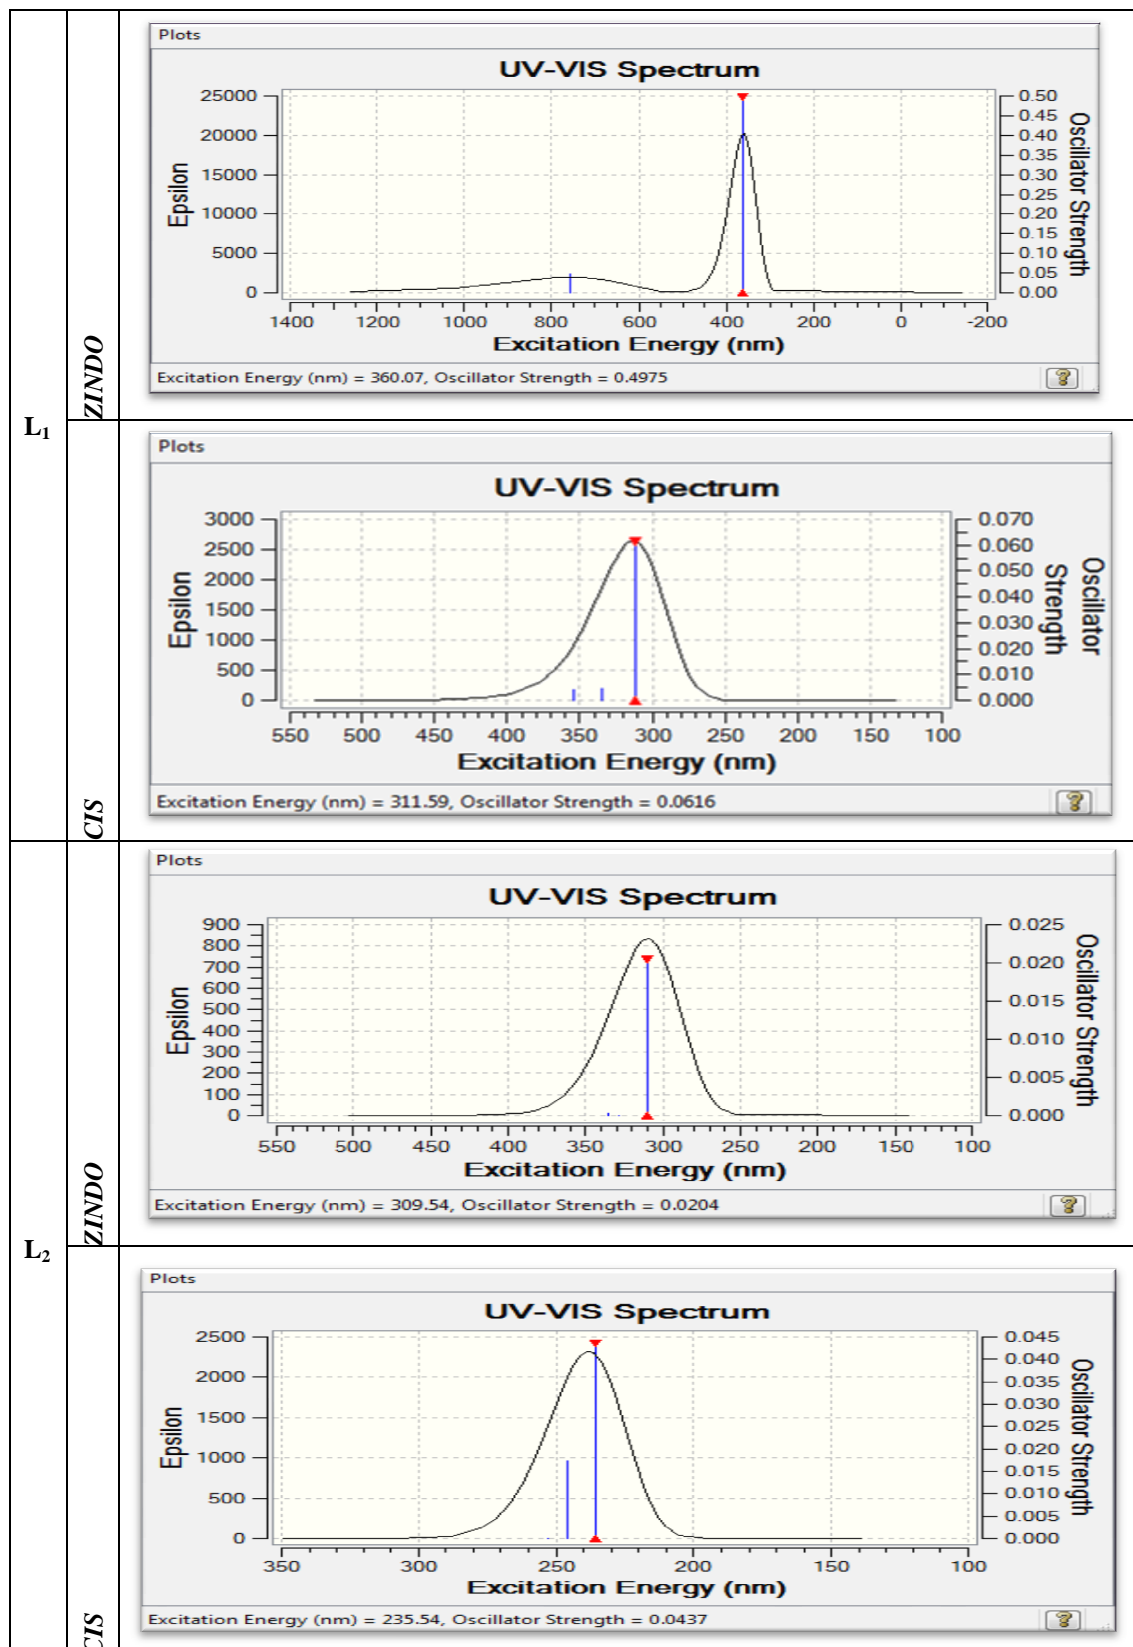 L1
ZINDO
Plots
UV-VIS Spectrum
Epsilon
25000
20000
15000
10000
5000
0
0.50
0.45
0.40
0.35
0.30
0.25
0.20
0.15
0.10
0.05
0.00
Oscillator Strength
1400 1200 1000 800 600 400 200 0 -200
Excitation Energy (nm)
Excitation Energy (nm) = 360.07, Oscillator Strength = 0.4975
CIS
Plots
UV-VIS Spectrum
Epsilon
3000
2500
2000
1500
1000
500
0
0.070
0.060
0.050
0.040
0.030
0.020
0.010
0.000
Oscillator
Strength
550 500 450 400 350 300 250 200 150 100
Excitation Energy (nm)
Excitation Energy (nm) = 311.59, Oscillator Strength = 0.0616
L2
ZINDO
Plots
UV-VIS Spectrum
Epsilon
900
800
700
600
500
400
300
200
100
0
0.025
0.020
0.015
0.010
0.005
0.000
Oscillator Strength
550 500 450 400 350 300 250 200 150 100
Excitation Energy (nm)
Excitation Energy (nm) = 309.54, Oscillator Strength = 0.0204
CIS
Plots
UV-VIS Spectrum
Epsilon
2500
2000
1500
1000
500
0
0.045
0.040
0.035
0.030
0.025
0.020
0.015
0.010
0.005
0.000
Oscillator Strength
350 300 250 200 150 100
Excitation Energy (nm)
Excitation Energy (nm) = 235.54, Oscillator Strength = 0.0437